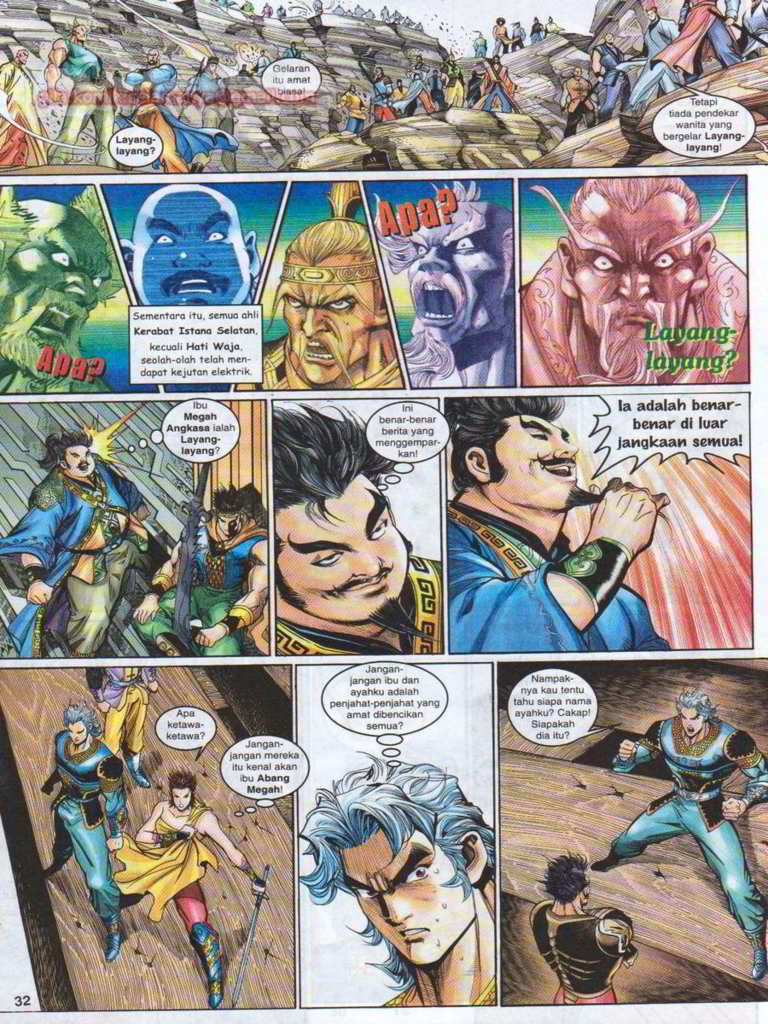 Gelaran
itu amat
biasa!
Layang-
layang?
Tetapi
tiada pendekar
wanita yang
bergelar Layang-
layang!
Apa?
Sementara itu, semua ahli
Kerabat Istana Selatan,
kecuali Hati Waja,
seolah-olah telah men-
dapat kejutan elektrik.
Apa?
Layang-
layang?
Ibu
Megah
Angkasa ialah
Layang-
layang?
Ini
benar-benar
berita yang
menggempar-
kan!
Ia adalah benar-
benar di luar
jangkaan semua!
Apa
ketawa-
ketawa?
Jangan-
jangan mereka
itu kenal akan
ibu Abang
Megah!
Jangan-
jangan ibu dan
ayahku adalah
penjahat-penjahat yang
amat dibencikan
semua?
Nampak-
nya kau tentu
tahu siapa nama
ayahku? Cakap!
Siapakah
dia itu?
32